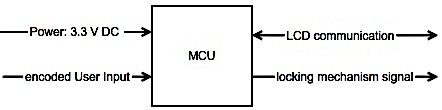 Power: 3.3 V DC
LCD communication
MCU
encoded User Input
locking mechanism signal